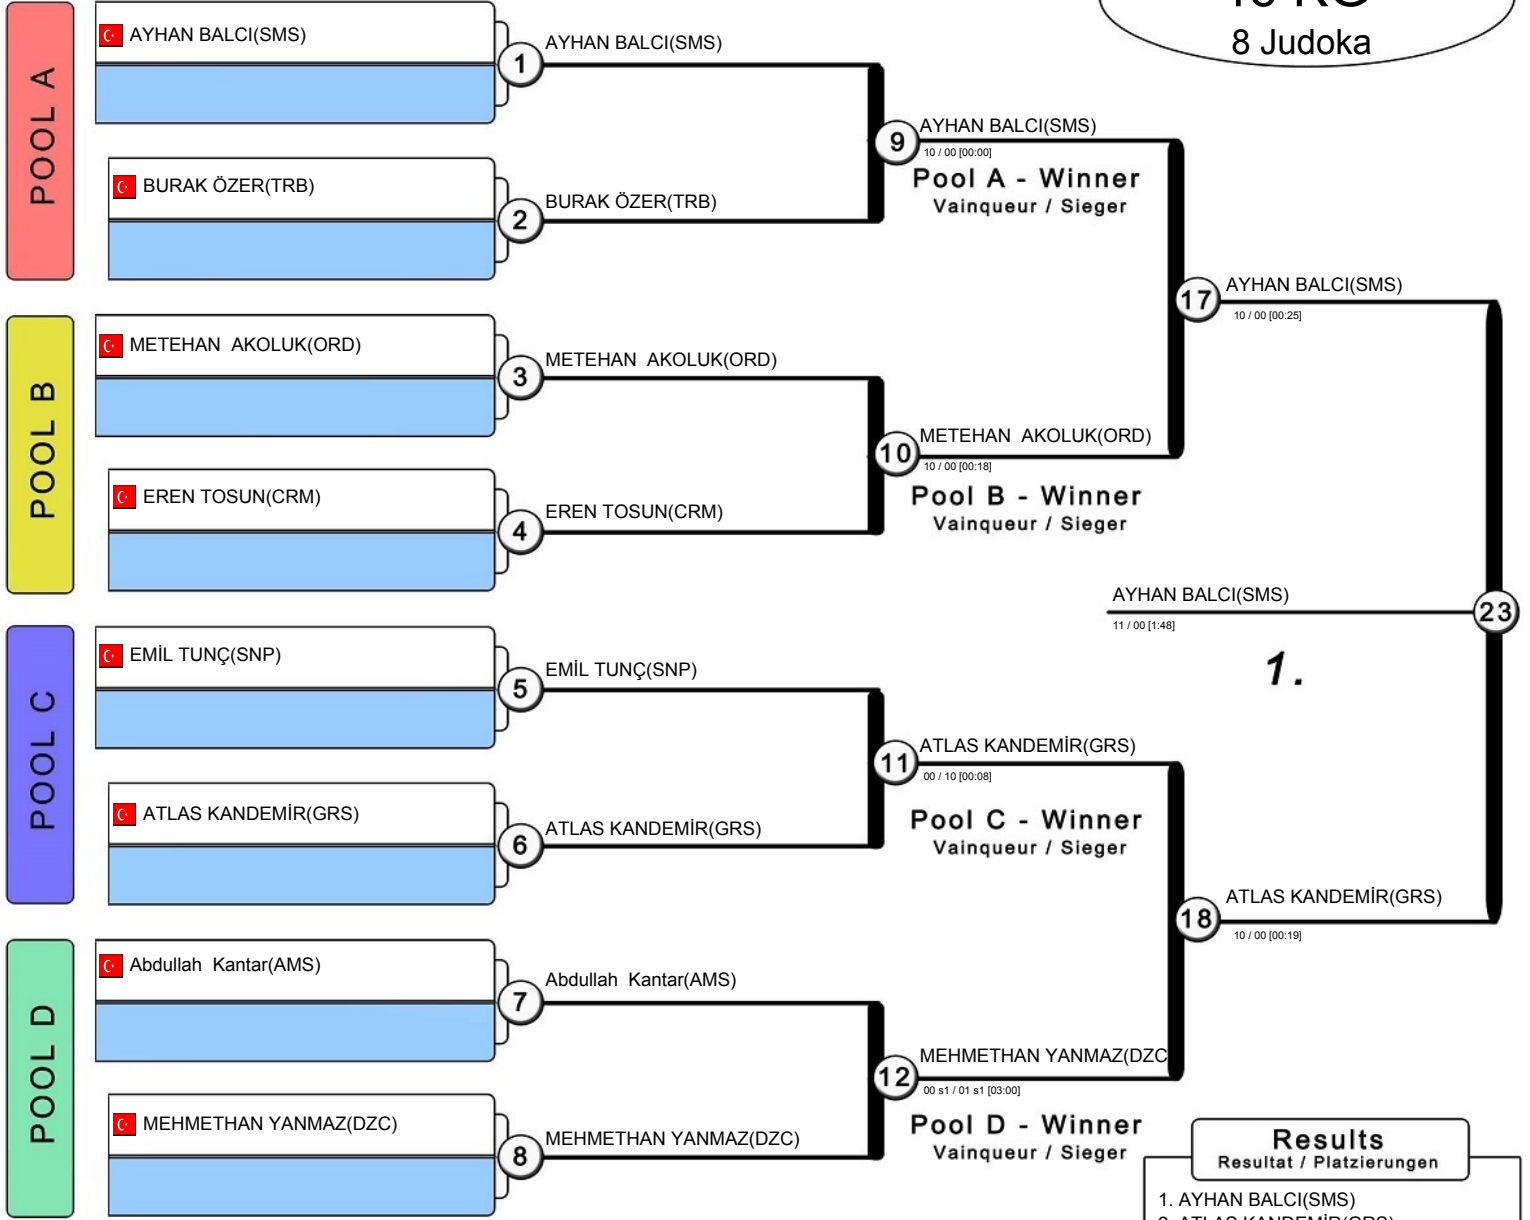 KG
8 Judoka
POOL A
AYHAN BALCI(SMS)
1
AYHAN BALCI(SMS)
BURAK ÖZER(TRB)
2
BURAK ÖZER(TRB)
9
AYHAN BALCI(SMS)
10 / 00 [00:00]
Pool A - Winner
Vainqueur / Sieger
POOL B
METEHAN  AKOLUK(ORD)
3
METEHAN  AKOLUK(ORD)
EREN TOSUN(CRM)
4
EREN TOSUN(CRM)
10
METEHAN  AKOLUK(ORD)
10 / 00 [00:18]
Pool B - Winner
Vainqueur / Sieger
17
AYHAN BALCI(SMS)
10 / 00 [00:25]
AYHAN BALCI(SMS)
11 / 00 [1:48]
23
1.
POOL C
EMİL TUNÇ(SNP)
5
EMİL TUNÇ(SNP)
ATLAS KANDEMİR(GRS)
6
ATLAS KANDEMİR(GRS)
11
ATLAS KANDEMİR(GRS)
00 / 10 [00:08]
Pool C - Winner
Vainqueur / Sieger
18
ATLAS KANDEMİR(GRS)
10 / 00 [00:19]
POOL D
Abdullah  Kantar(AMS)
7
Abdullah  Kantar(AMS)
MEHMETHAN YANMAZ(DZC)
8
MEHMETHAN YANMAZ(DZC)
12
MEHMETHAN YANMAZ(DZC
00 s1 / 01 s1 [03:00]
Pool D - Winner
Vainqueur / Sieger
Results
Resultat / Platzierungen
1. AYHAN BALCI(SMS)
2. ATLAS KANDEMİR(GRS)